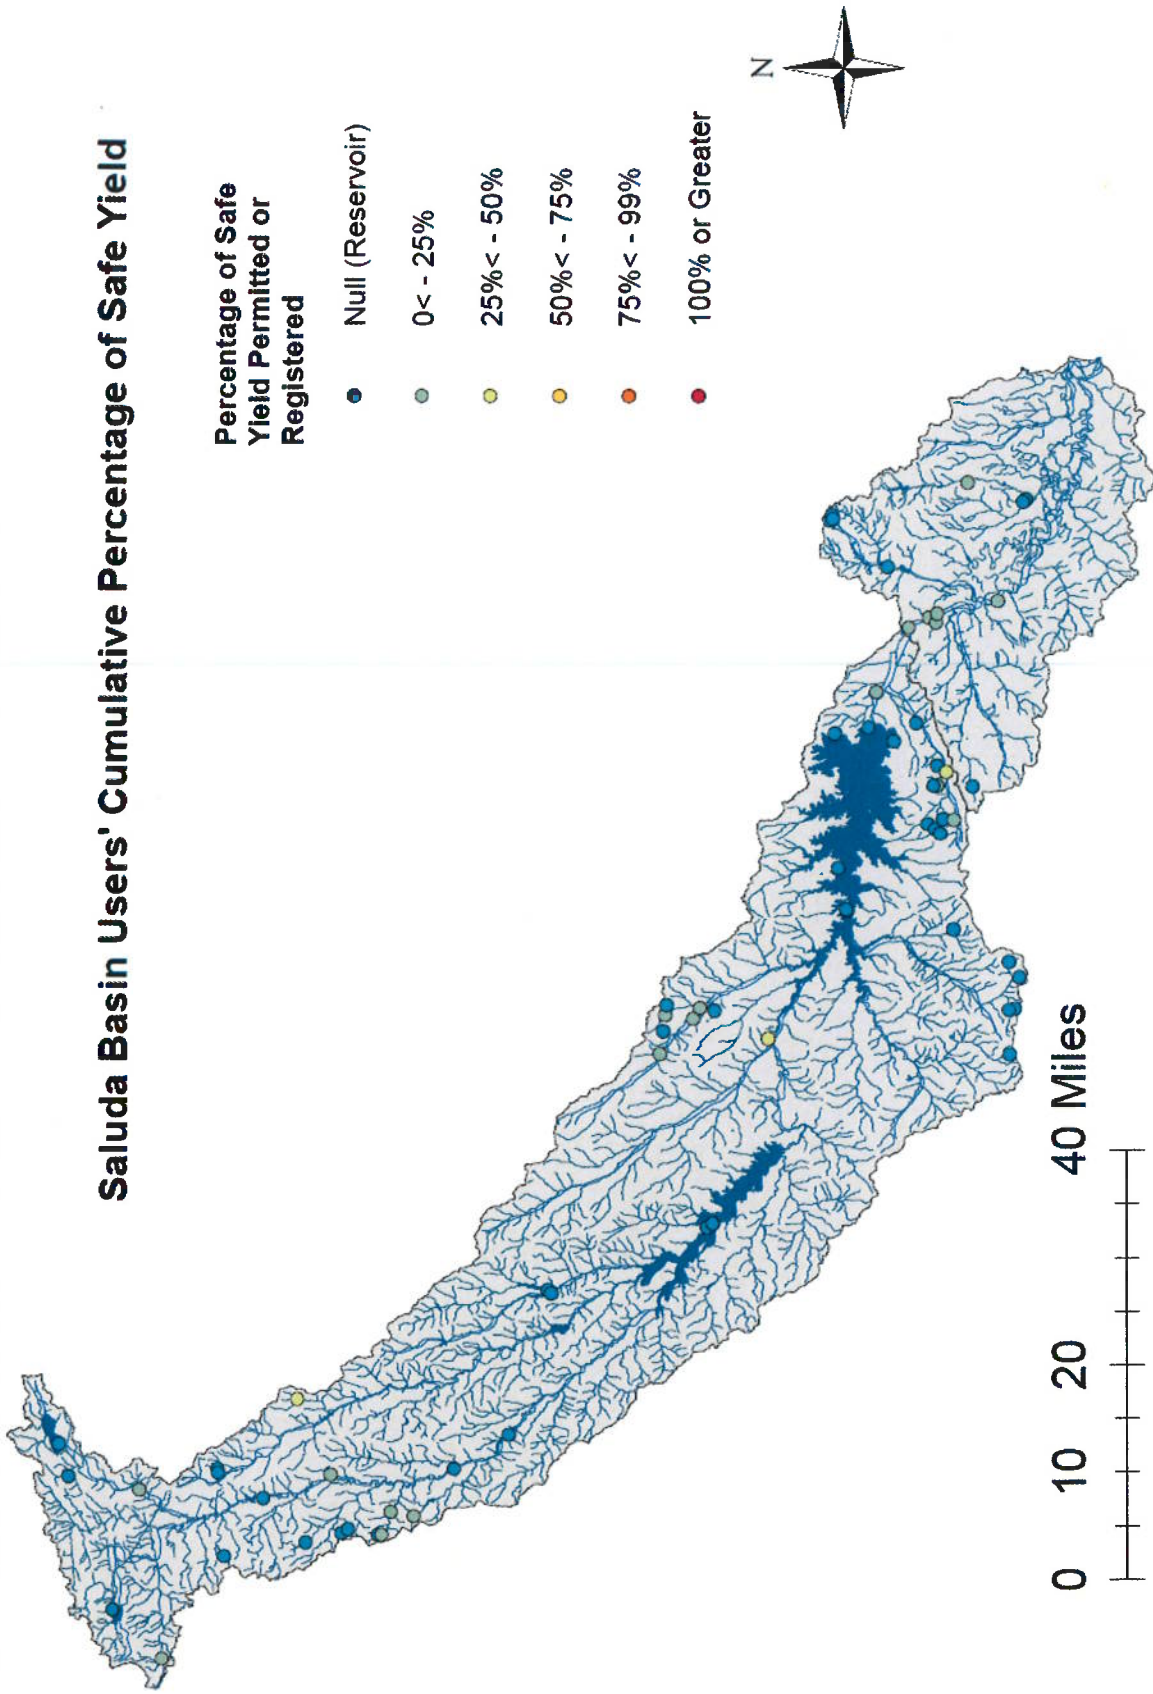 Saluda Basin Users' Cumulative Percentage of Safe Yield
Percentage of Safe
Yield Permitted or
Registered
Null (Reservoir)
0< - 25%
25%< - 50%
50%< - 75%
75%< - 99%
100% or Greater
N
0 10 20 40 Miles